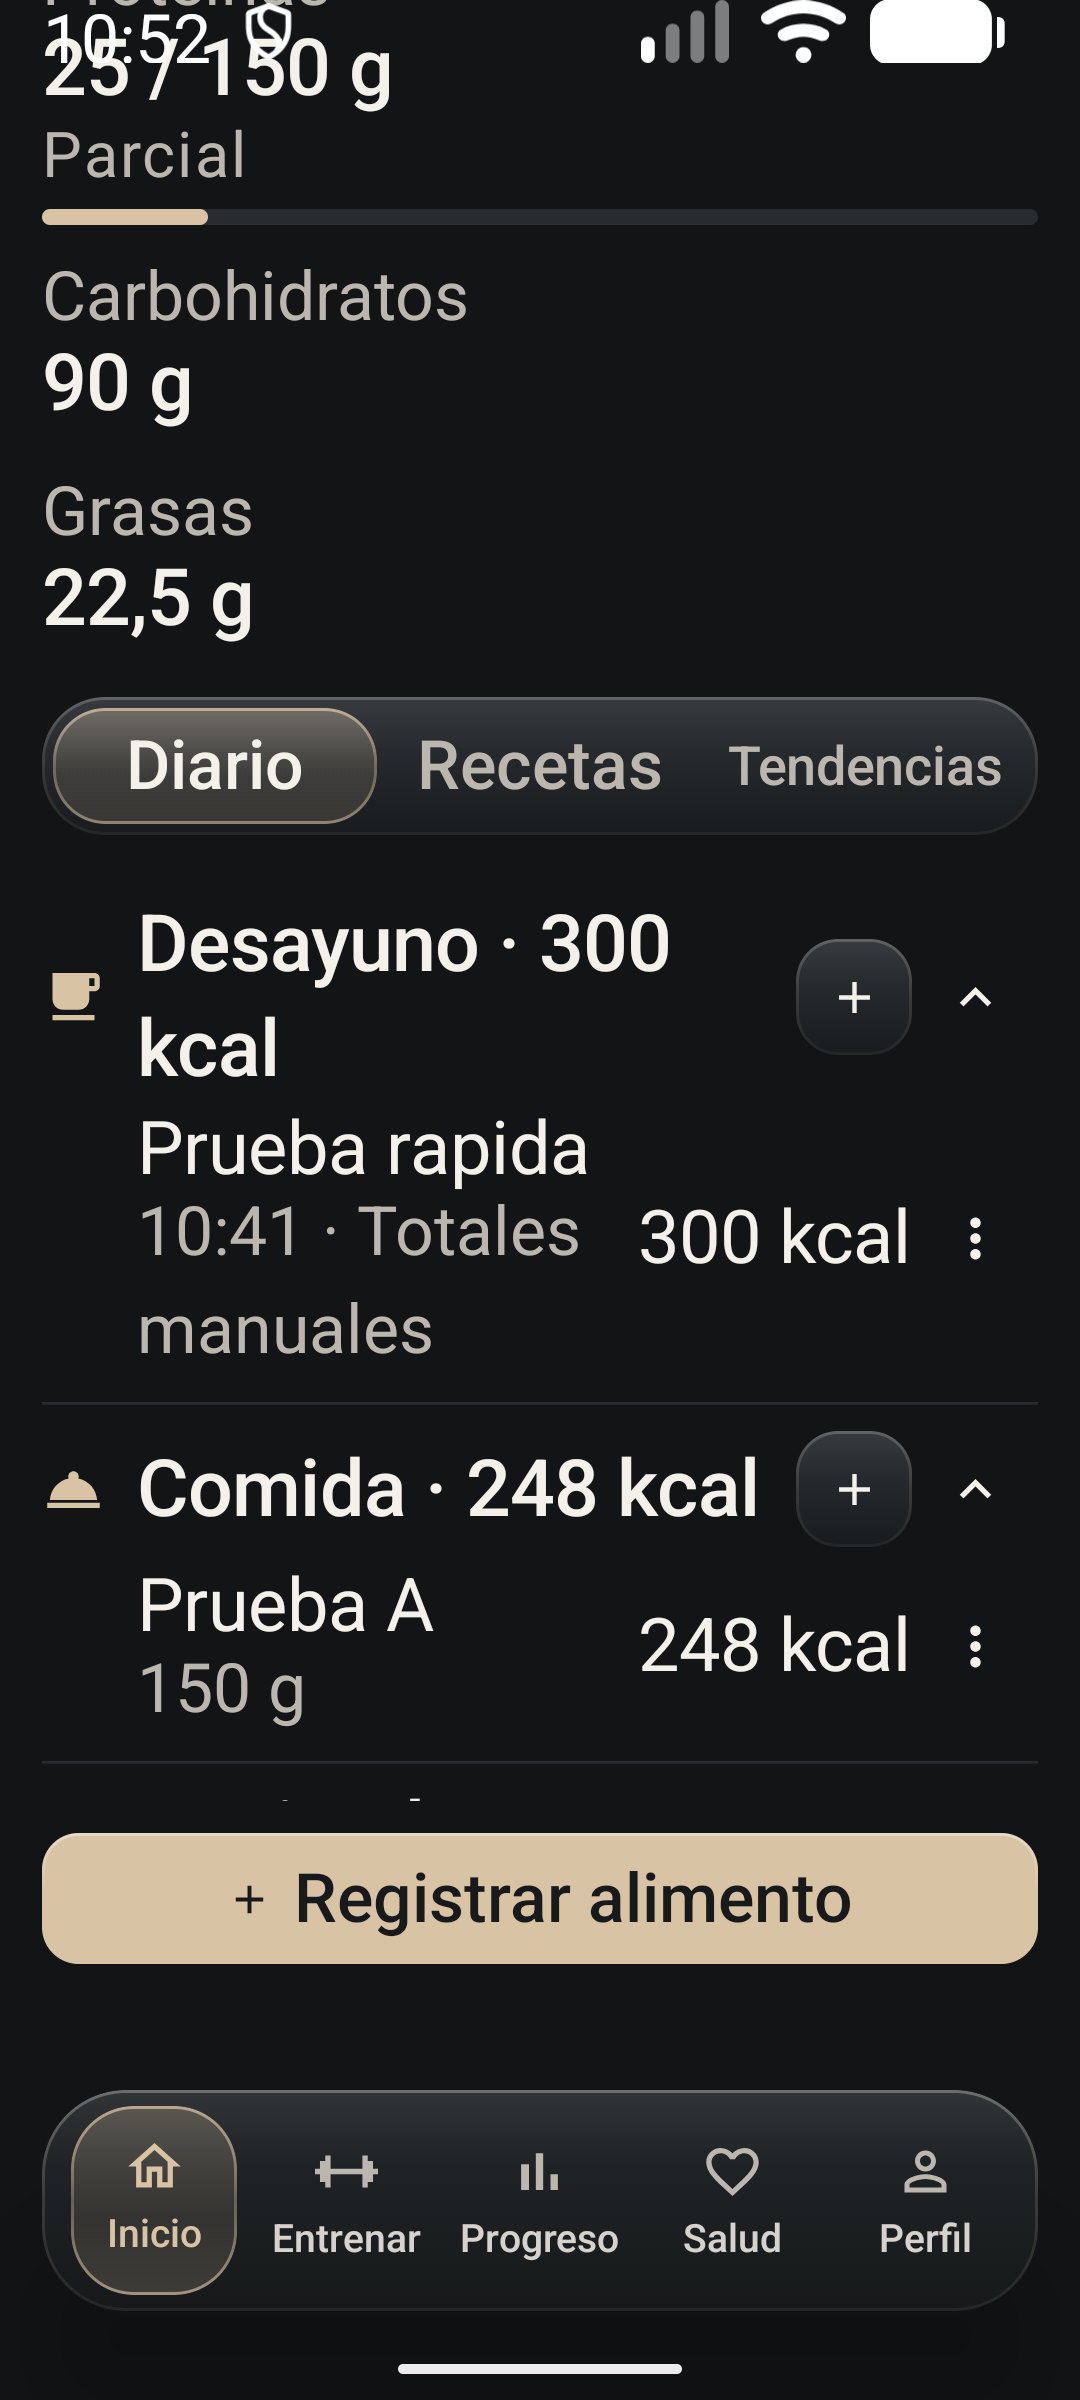 10:52
25 / 150 g
Parcial
Carbohidratos
90 g
Grasas
22,5 g
Diario Recetas Tendencias
Desayuno · 300
kcal
Prueba rapida
10:41 · Totales
manuales
300 kcal
Comida · 248 kcal
Prueba A
150 g
248 kcal
+ Registrar alimento
Inicio Entrenar Progreso Salud Perfil